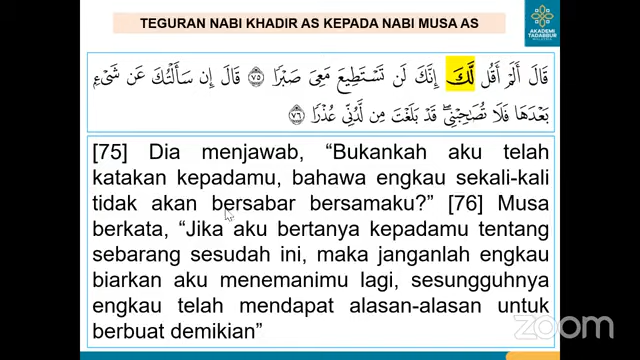 TEGURAN NABI KHADIR AS KEPADA NABI MUSA AS
AKADEMI
TADABBUR
MALAYSIA
قَالَ أَلَمْ أَقُل لَّكَ إِنَّكَ لَن تَسْتَطِيعَ مَعِيَ صَبْرًا ۝٧٥ قَالَ إِن سَأَلْتُكَ عَن شَيْءٍ
بَعْدَهَا فَلَا تُصَاحِبْنِي ۖ قَدْ بَلَغْتَ مِن لَّدُنِّي عُذْرًا ۝٧٦
[75] Dia menjawab, “Bukankah aku telah
katakan kepadamu, bahawa engkau sekali-kali
tidak akan bersabar bersamaku?” [76] Musa
berkata, “Jika aku bertanya kepadamu tentang
sebarang sesudah ini, maka janganlah engkau
biarkan aku menemanimu lagi, sesungguhnya
engkau telah mendapat alasan-alasan untuk
berbuat demikian”
zoom